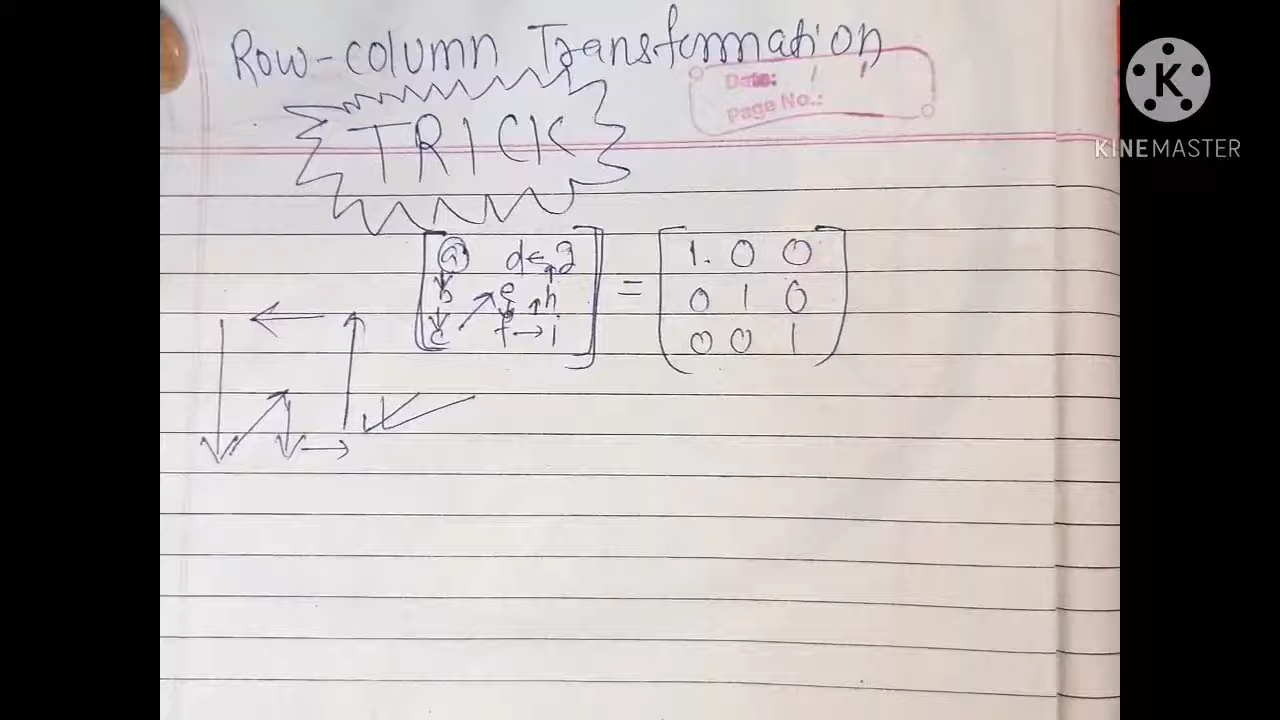 Row-column Transformation
Date: / /
Page No.:
TRICK
KINEMASTER
K
a d ← g = 1. 0 0
b e h 0 1 0
c f → i 0 0 1